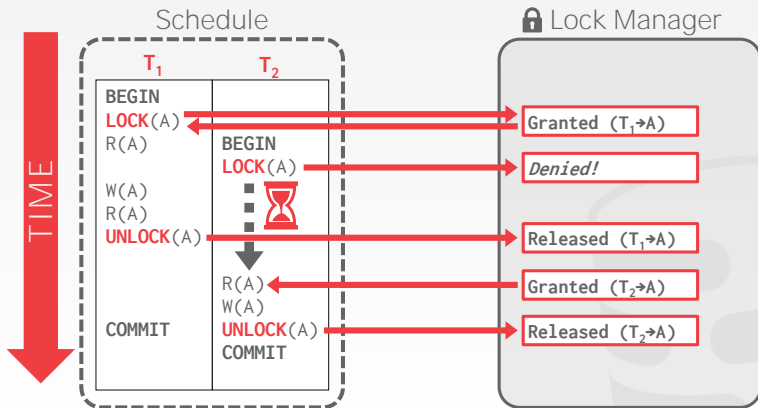 Schedule
Lock Manager
TIME
T1
T2
BEGIN
LOCK(A)
R(A)
W(A)
R(A)
UNLOCK(A)
COMMIT
BEGIN
LOCK(A)
R(A)
W(A)
UNLOCK(A)
COMMIT
Granted (T1→A)
Denied!
Released (T1→A)
Granted (T2→A)
Released (T2→A)